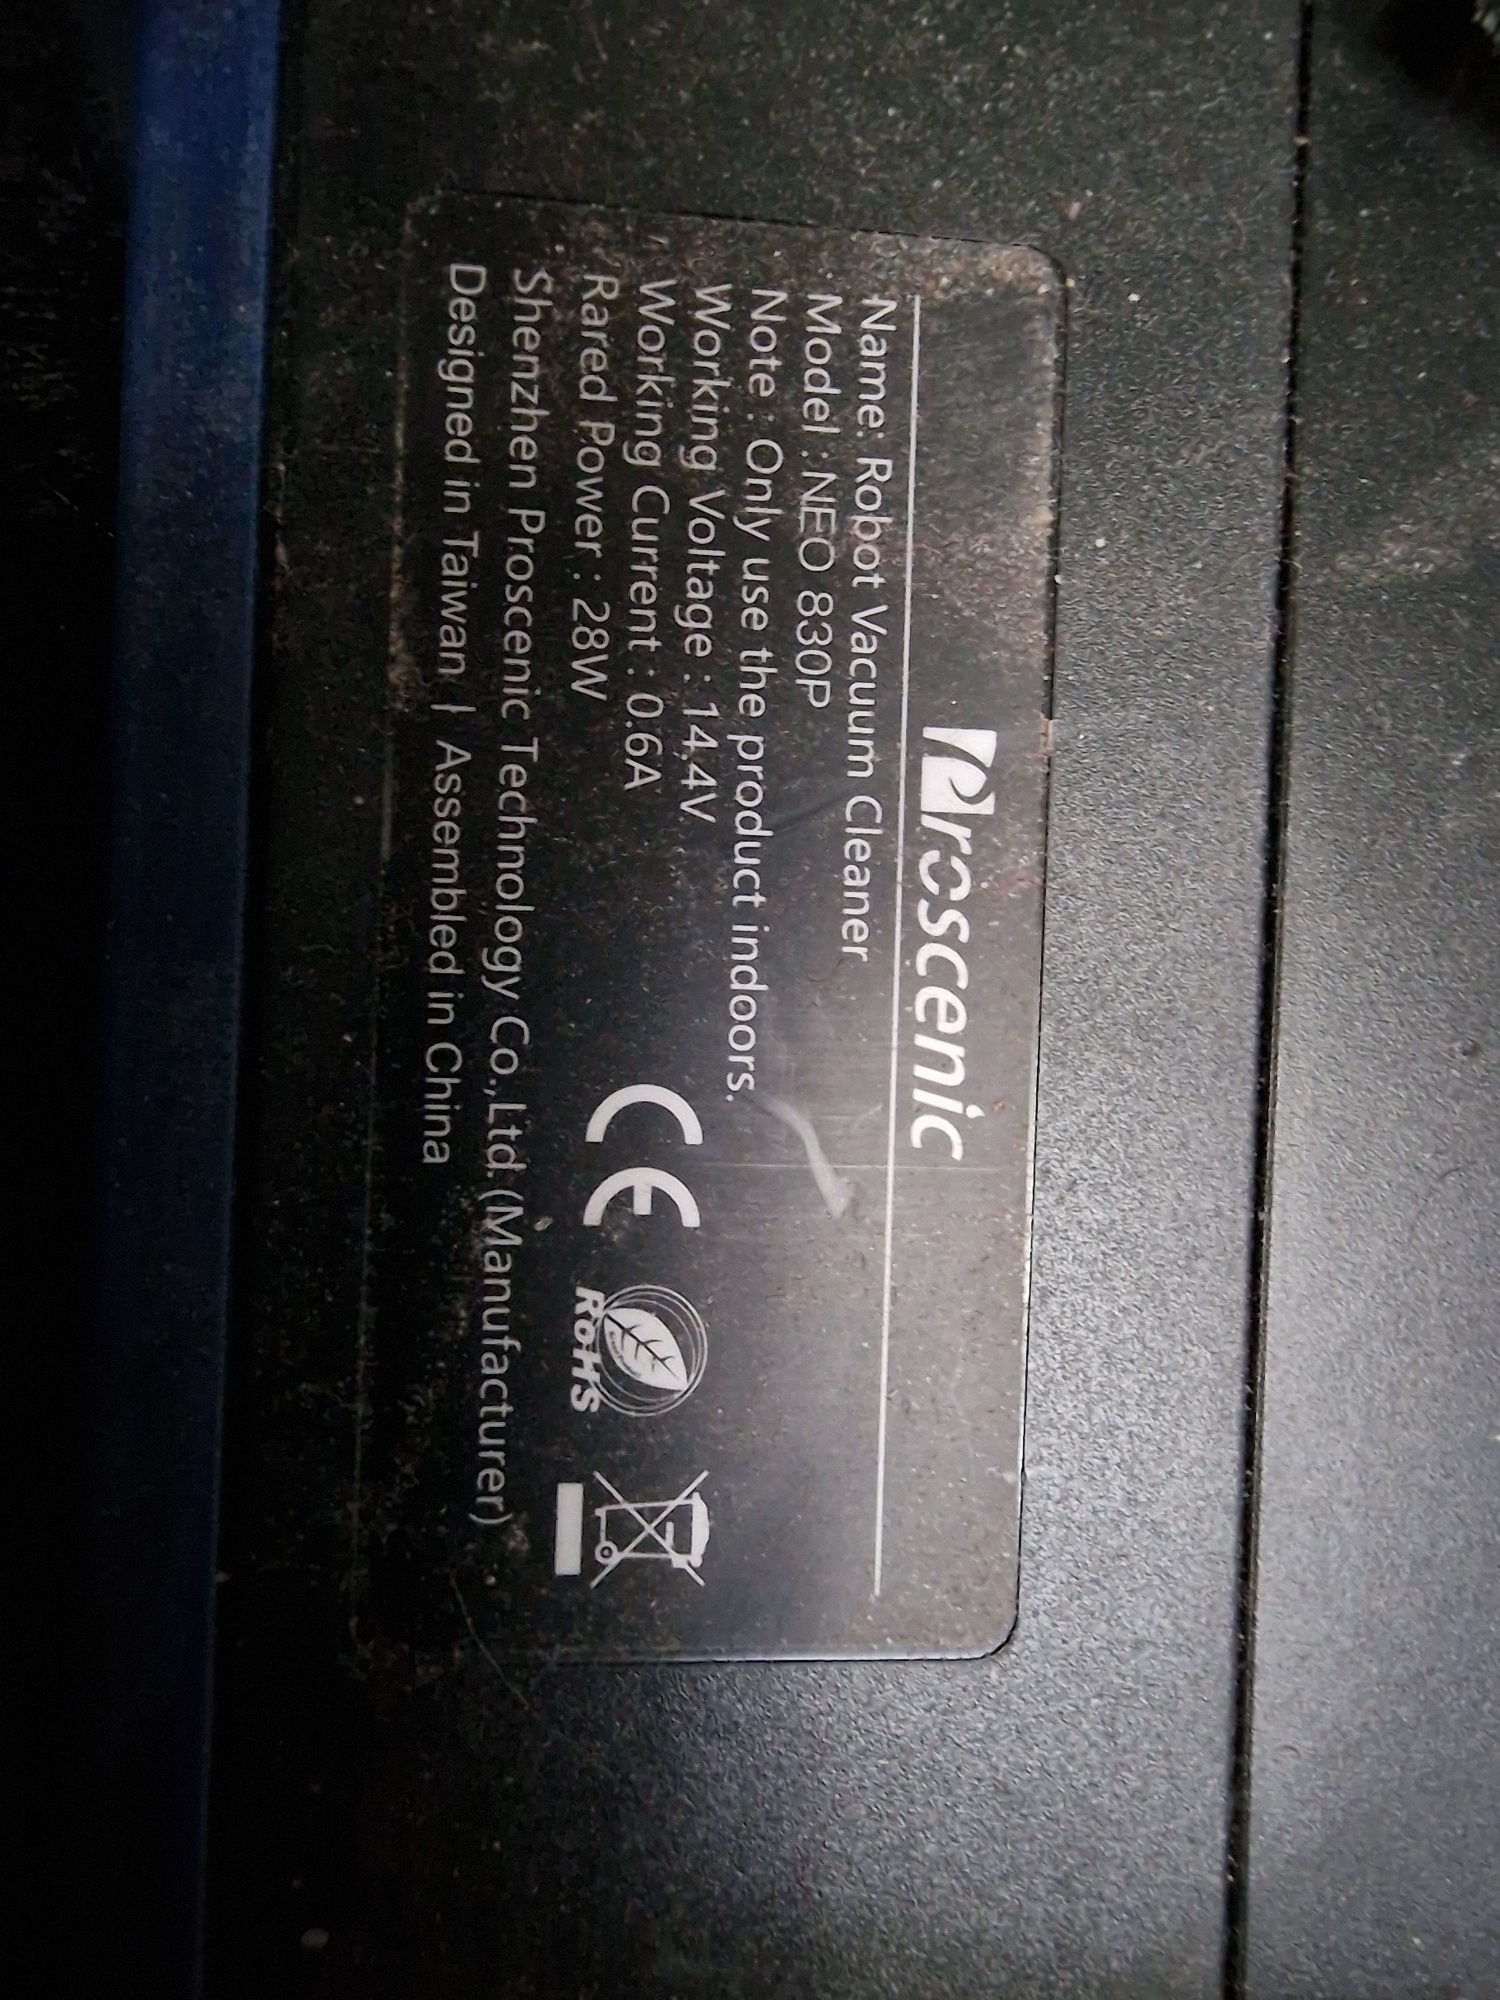 Proscenic
Name: Robot Vacuum Cleaner
Model : NEO 830P
Note : Only use the product indoors.
Working Voltage : 14.4V
Working Current : 0.6A
Rared Power : 28W
CE
RoHS
Shenzhen Proscenic Technology Co.,Ltd. (Manufacturer)
Designed in Taiwan | Assembled in China